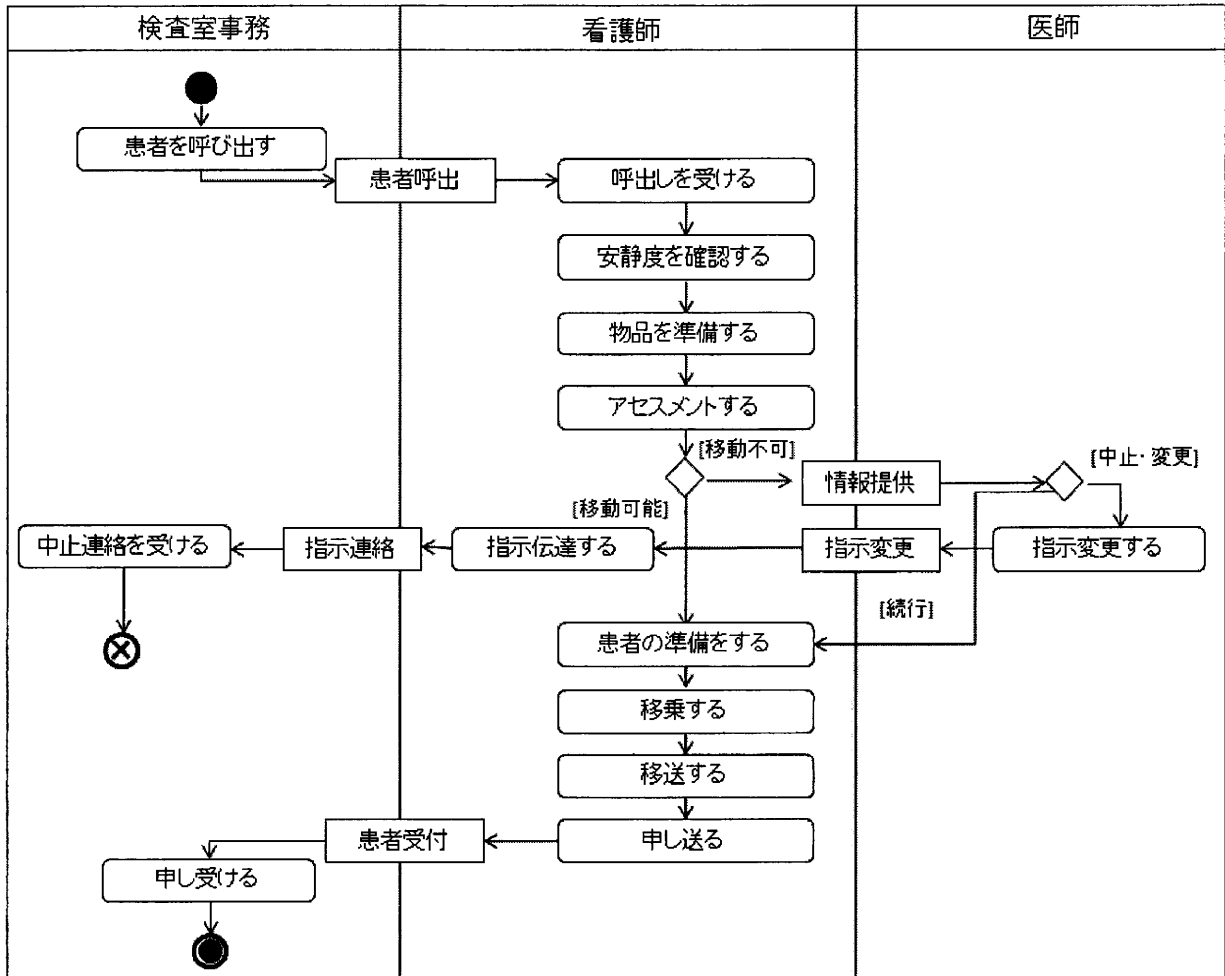 検査室事務
看護師
医師
患者を呼び出す
患者呼出
呼出しを受ける
安静度を確認する
物品を準備する
アセスメントする
[移動不可]
[中止・変更]
情報提供
[移動可能]
中止連絡を受ける
指示連絡
指示伝達する
指示変更
指示変更する
[続行]
患者の準備をする
移乗する
移送する
患者受付
申し送る
申し受ける